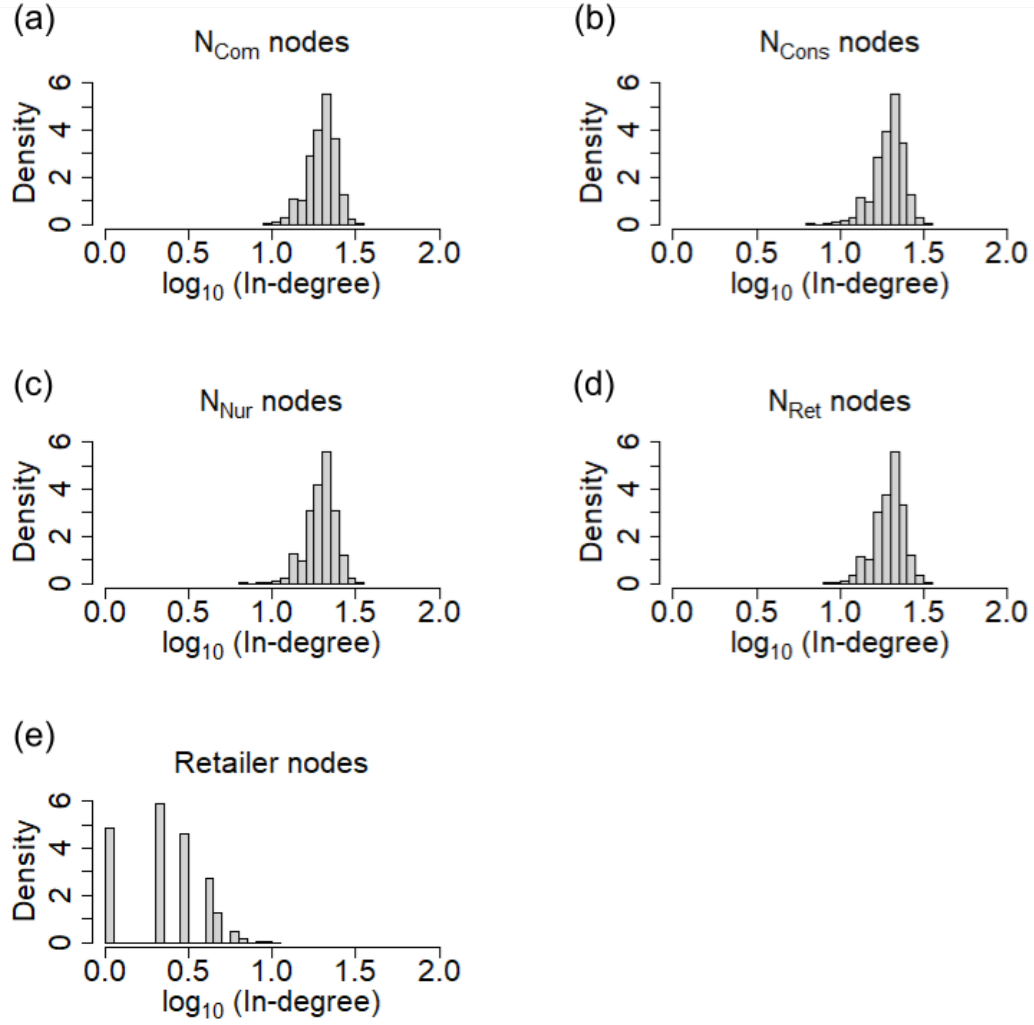 (a)
N_Com nodes
Density
0 2 4 6
0.0 0.5 1.0 1.5 2.0
log₁₀ (In-degree)
(b)
N_Cons nodes
Density
0 2 4 6
0.0 0.5 1.0 1.5 2.0
log₁₀ (In-degree)
(c)
N_Nur nodes
Density
0 2 4 6
0.0 0.5 1.0 1.5 2.0
log₁₀ (In-degree)
(d)
N_Ret nodes
Density
0 2 4 6
0.0 0.5 1.0 1.5 2.0
log₁₀ (In-degree)
(e)
Retailer nodes
Density
0 2 4 6
0.0 0.5 1.0 1.5 2.0
log₁₀ (In-degree)